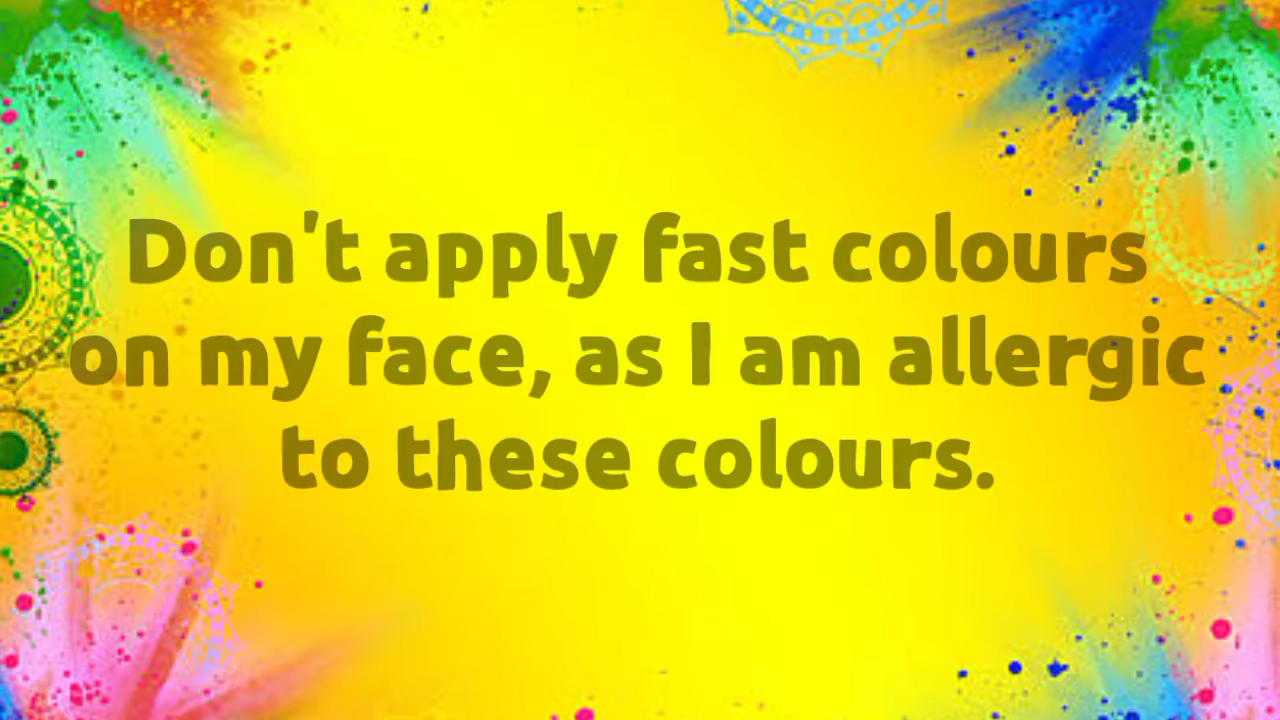 Don't apply fast colours
on my face, as I am allergic
to these colours.